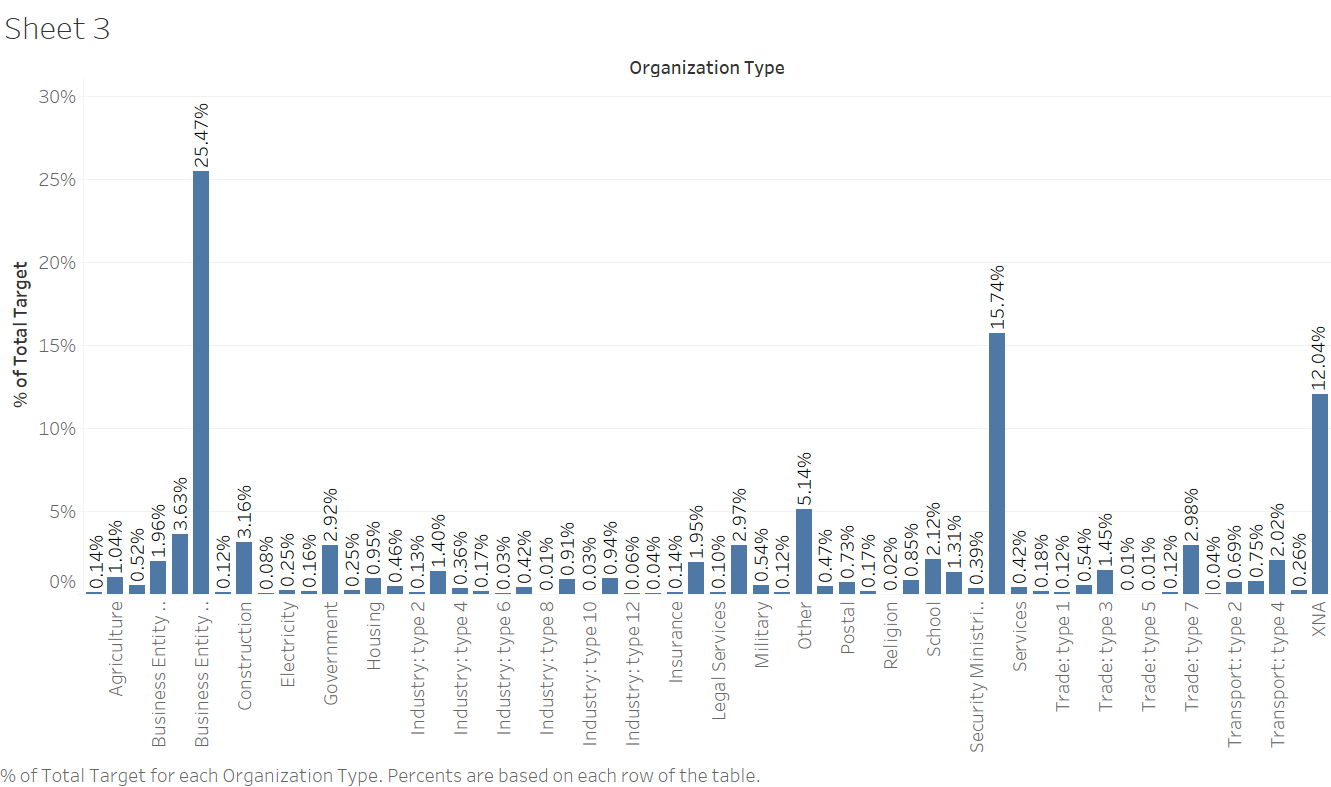 Sheet 3
Organization Type
% of Total Target
30%
25%
20%
15%
10%
5%
0%
0.14%
1.04%
0.52%
1.96%
3.63%
25.47%
0.12%
3.16%
0.08%
0.25%
0.16%
2.92%
0.25%
0.95%
0.46%
0.13%
1.40%
0.36%
0.17%
0.03%
0.42%
0.01%
0.91%
0.03%
0.94%
0.06%
0.04%
0.14%
1.95%
0.10%
2.97%
0.54%
0.12%
5.14%
0.47%
0.73%
0.17%
0.02%
0.85%
2.12%
1.31%
0.39%
15.74%
0.42%
0.18%
0.12%
0.54%
1.45%
0.01%
0.01%
0.12%
2.98%
0.04%
0.69%
0.75%
2.02%
0.26%
12.04%
Agriculture
Business Entity ..
Business Entity ..
Construction
Electricity
Government
Housing
Industry: type 2
Industry: type 4
Industry: type 6
Industry: type 8
Industry: type 10
Industry: type 12
Insurance
Legal Services
Military
Other
Postal
Religion
School
Security Ministri..
Services
Trade: type 1
Trade: type 3
Trade: type 5
Trade: type 7
Transport: type 2
Transport: type 4
XNA
% of Total Target for each Organization Type. Percents are based on each row of the table.